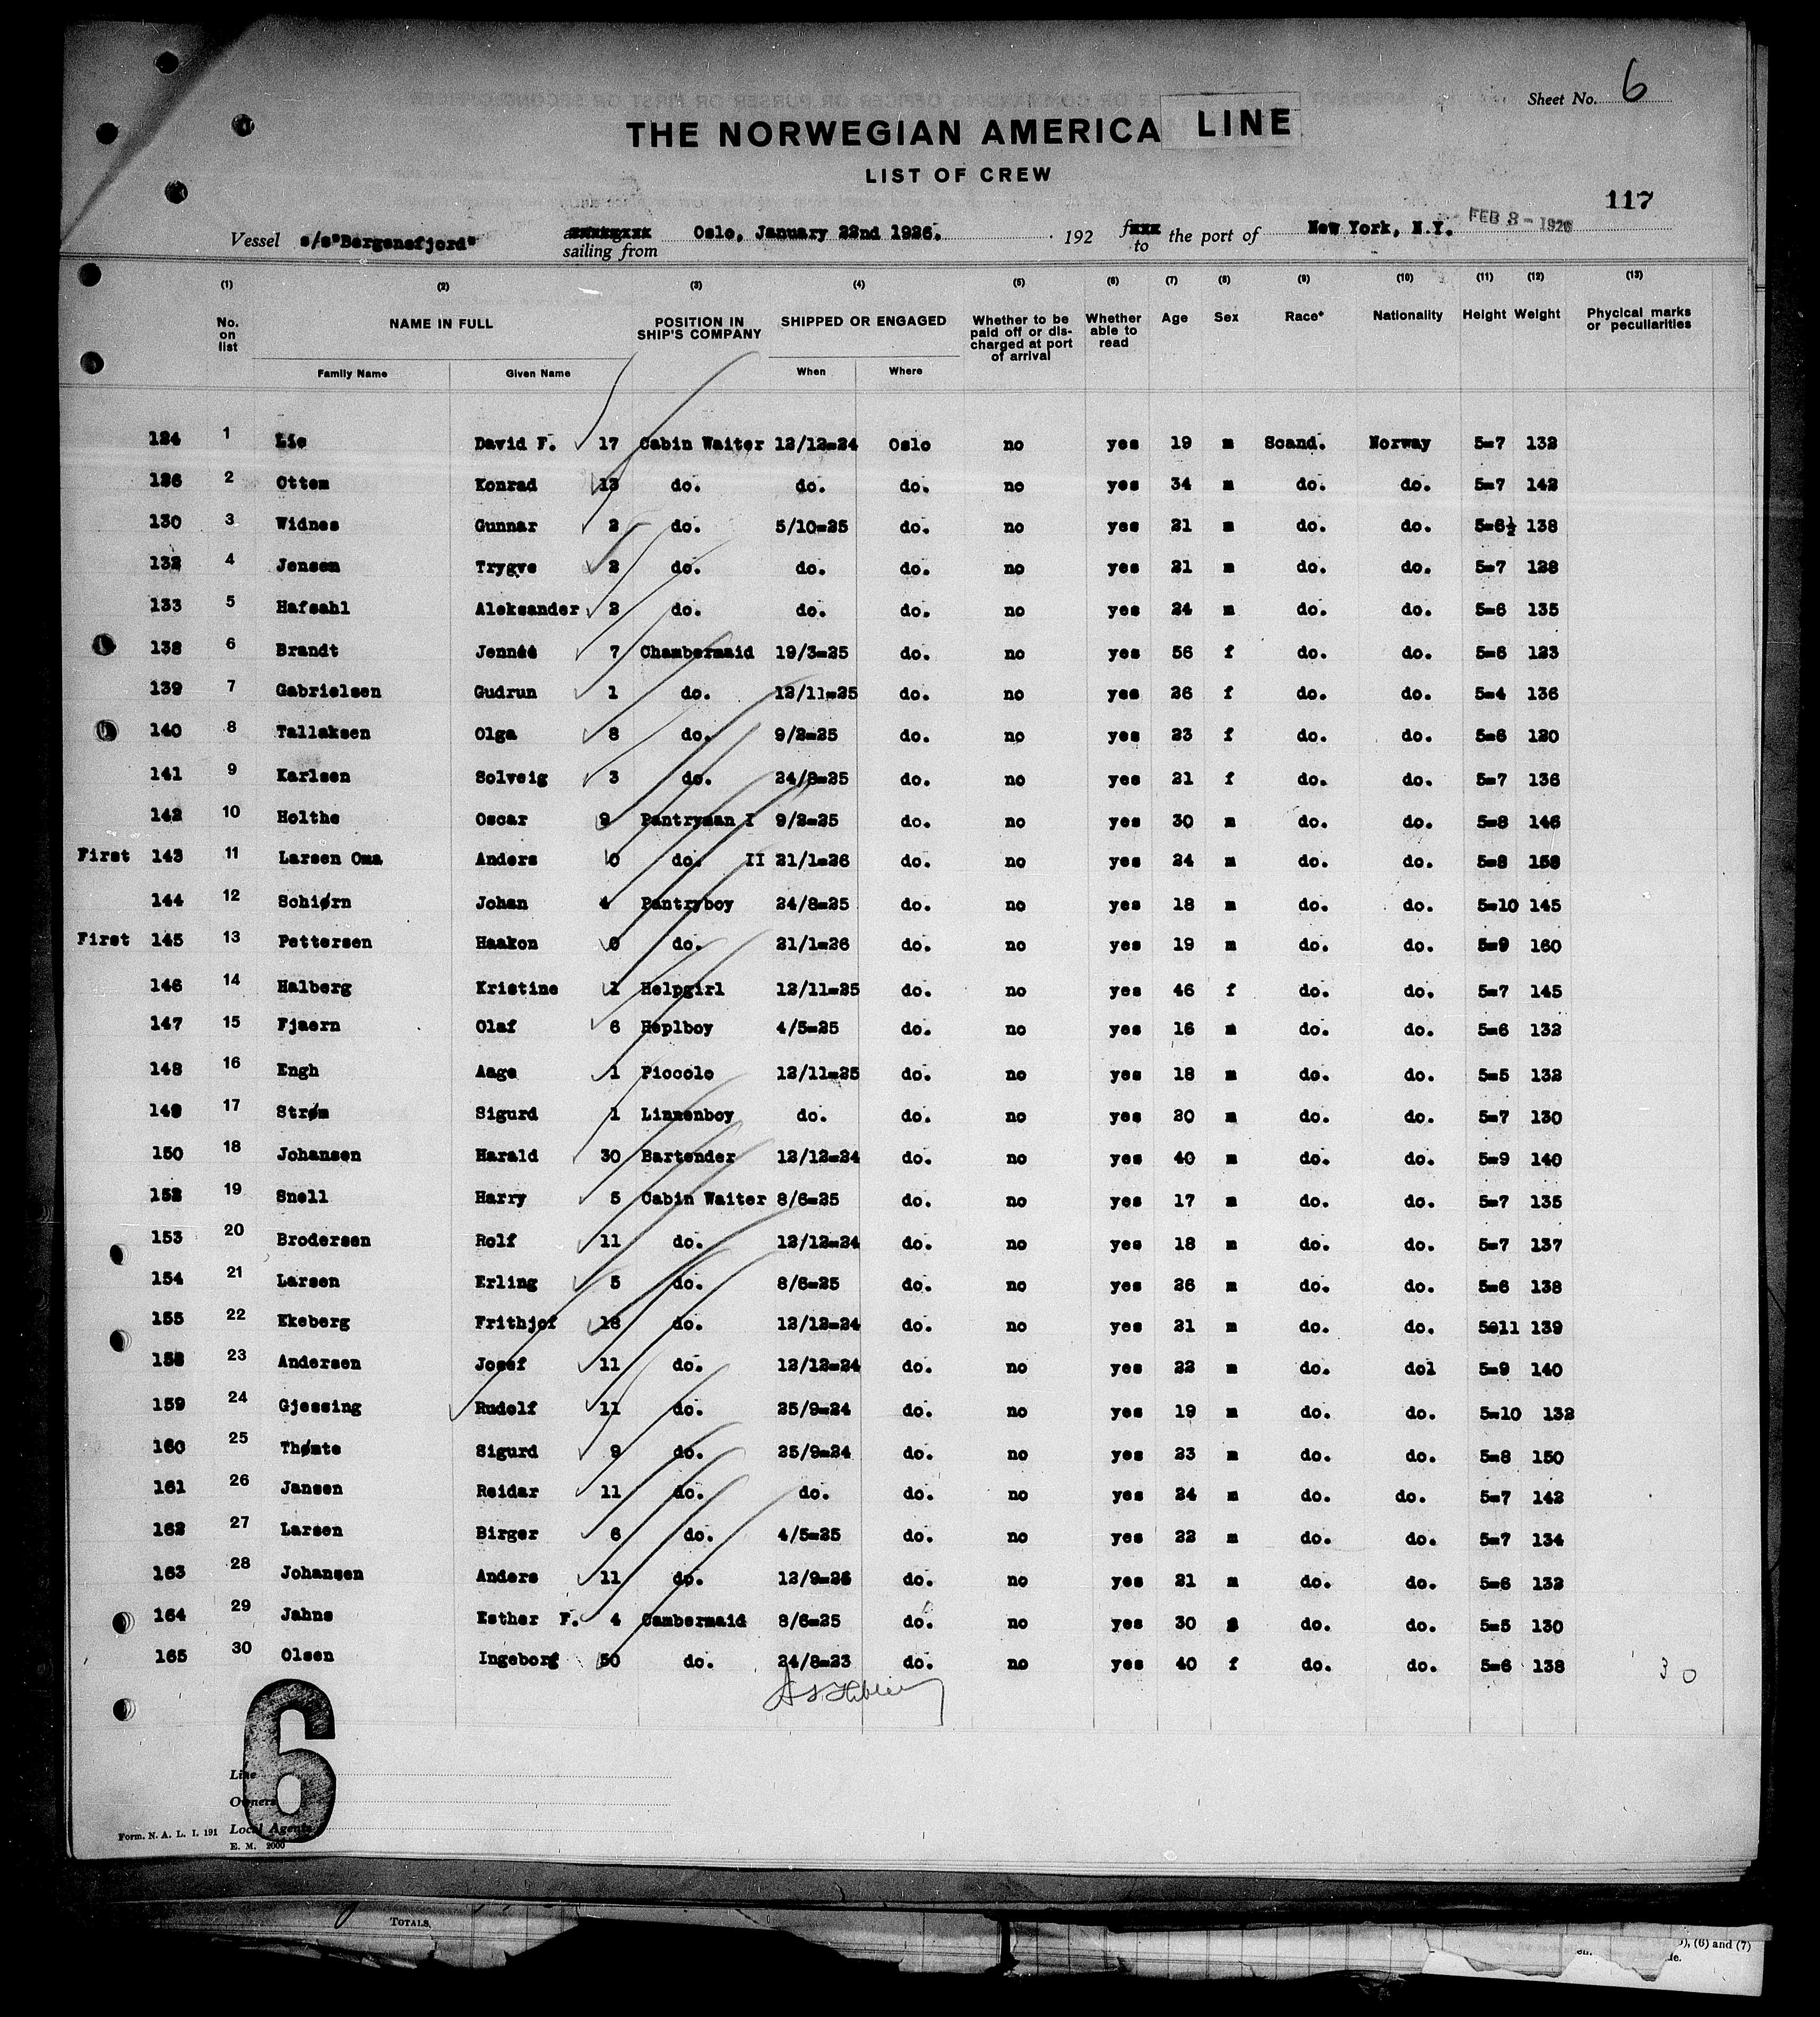 Sheet No. 6
THE NORWEGIAN AMERICA LINE
LIST OF CREW
117
Vessel s/s"Bergensfjord" sailing from Oslo, January 22nd 1926. 192 to the port of New York, N.Y. FEB 3 - 1926
(1) (2) (3) (4) (5) (6) (7) (8) (9) (10) (11) (12) (13)
No. on list NAME IN FULL POSITION IN SHIP'S COMPANY SHIPPED OR ENGAGED Whether to be paid off or discharged at port of arrival Whether able to read Age Sex Race* Nationality Height Weight Phycical marks or peculiarities
Family Name Given Name When Where
124 1 Lie David F. 17 Cabin Waiter 12/12=24 Oslo no yes 19 m Scand. Norway 5=7 132
126 2 Ottem Konrad 13 do. do. do. no yes 34 m do. do. 5=7 142
130 3 Widnes Gunnar 2 do. 5/10=25 do. no yes 21 m do. do. 5=6½ 138
132 4 Jensen Trygve 2 do. do. do. no yes 21 m do. do. 5=7 128
133 5 Hafsahl Aleksander 2 do. do. do. no yes 24 m do. do. 5=6 135
138 6 Brandt 7 Chambermaid 19/3=25 do. no yes 56 f do. do. 5=6 123
139 7 Gabrielsen Gudrun 1 do. 12/11=25 do. no yes 26 f do. do. 5=4 136
140 8 Tallaksen Olga 8 do. 9/2=25 do. no yes 23 f do. do. 5=6 120
141 9 Karlsen Solveig 3 do. 24/8=25 do. no yes 21 f do. do. 5=7 136
142 10 Holthe Oscar 9 Pantryman I 9/2=25 do. no yes 30 m do. do. 5=8 146
First 143 11 Larsen Oma Anders 0 do. II 21/1=26 do. no yes 24 m do. do. 5=8 158
144 12 Schiørn Johan 4 Pantryboy 24/8=25 do. no yes 18 m do. do. 5=10 145
First 145 13 Pettersen Haakon 0 do. 21/1=26 do. no yes 19 m do. do. 5=9 160
146 14 Halberg Kristine 1 Helpgirl 12/11=25 do. no yes 46 f do. do. 5=7 145
147 15 Fjaern Olaf 6 Heplboy 4/5=25 do. no yes 16 m do. do. 5=6 132
148 16 Engh Aage 1 Piccolo 12/11=25 do. no yes 18 m do. do. 5=5 132
149 17 Strøm Sigurd 1 Linnenboy do. do. no yes 20 m do. do. 5=7 130
150 18 Johansen Harald 30 Bartender 12/12=24 do. no yes 40 m do. do. 5=9 140
152 19 Snell Harry 5 Cabin Waiter 8/6=25 do. no yes 17 m do. do. 5=7 135
153 20 Brodersen Rolf 11 do. 12/12=24 do. no yes 18 m do. do. 5=7 137
154 21 Larsen Erling 5 do. 8/6=25 do. no yes 26 m do. do. 5=6 138
155 22 Ekeberg Frithjof 18 do. 12/12=24 do. no yes 21 m do. do. 5=11 139
158 23 Andersen Josef 11 do. 12/12=24 do. no yes 22 m do. dol 5=9 140
159 24 Gjessing Rudolf 11 do. 25/9=24 do. no yes 19 m do. do. 5=10 132
160 25 Thømte Sigurd 9 do. 25/9=24 do. no yes 23 m do. do. 5=8 150
161 26 Jansen Reidar 11 do. do. do. no yes 24 m do. do. 5=7 142
162 27 Larsen Birger 6 do. 4/5=25 do. no yes 22 m do. do. 5=7 134
163 28 Johansen Anders 11 do. do. no yes 21 m do. do. 5=6 132
164 29 Jahns Esther F. 4 Cambermaid 8/6=25 do. no yes 30 do. do. 5=5 130
165 30 Olsen Ingeborg 50 do. 24/8=23 do. no yes 40 f do. do. 5=6 138 30
6
Line
Owners
Local Agents
Form. N. A. L. I. 191
E. M. 2000
TOTALS.
(6) and (7)